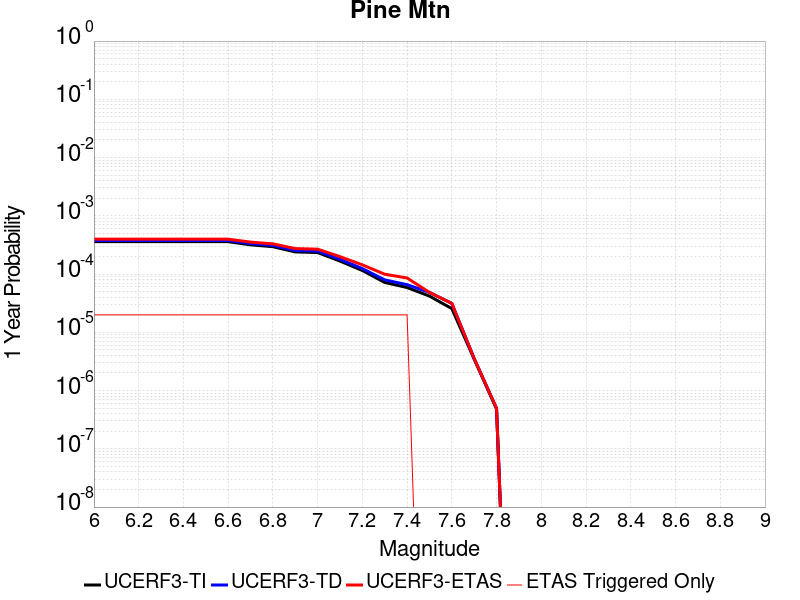 Pine Mtn
1 Year Probability
10^0
10^-1
10^-2
10^-3
10^-4
10^-5
10^-6
10^-7
10^-8
6 6.2 6.4 6.6 6.8 7 7.2 7.4 7.6 7.8 8 8.2 8.4 8.6 8.8 9
Magnitude
UCERF3-TI UCERF3-TD UCERF3-ETAS ETAS Triggered Only